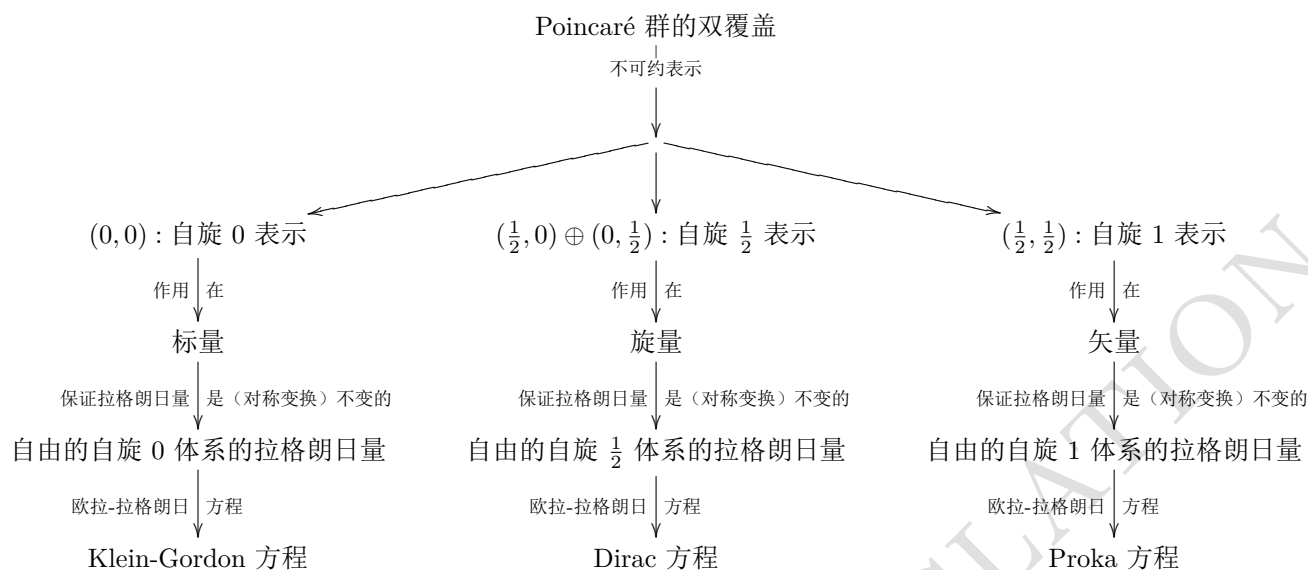 Poincaré 群的双覆盖
不可约表示
(0, 0) : 自旋 0 表示
(1/2, 0) ⊕ (0, 1/2) : 自旋 1/2 表示
(1/2, 1/2) : 自旋 1 表示
作用 在
作用 在
作用 在
标量
旋量
矢量
保证拉格朗日量 是（对称变换）不变的
保证拉格朗日量 是（对称变换）不变的
保证拉格朗日量 是（对称变换）不变的
自由的自旋 0 体系的拉格朗日量
自由的自旋 1/2 体系的拉格朗日量
自由的自旋 1 体系的拉格朗日量
欧拉-拉格朗日 方程
欧拉-拉格朗日 方程
欧拉-拉格朗日 方程
Klein-Gordon 方程
Dirac 方程
Proka 方程
LATION